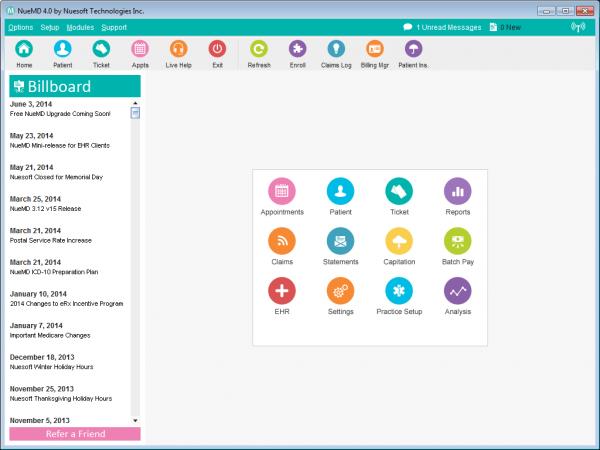 NueMD 4.0 by Nuesoft Technologies Inc.
Options Setup Modules Support
1 Unread Messages
0 New
Home Patient Ticket Appts Live Help Exit Refresh Enroll Claims Log Billing Mgr Patient Ins.
Billboard
June 3, 2014
Free NueMD Upgrade Coming Soon!
May 23, 2014
NueMD Mini-release for EHR Clients
May 21, 2014
Nuesoft Closed for Memorial Day
March 25, 2014
NueMD 3.12 v15 Release
March 21, 2014
Postal Service Rate Increase
March 21, 2014
NueMD ICD-10 Preparation Plan
January 10, 2014
2014 Changes to eRx Incentive Program
January 7, 2014
Important Medicare Changes
December 18, 2013
Nuesoft Winter Holiday Hours
November 25, 2013
Nuesoft Thanksgiving Holiday Hours
November 5, 2013
Refer a Friend
Appointments Patient Ticket Reports
Claims Statements Capitation Batch Pay
EHR Settings Practice Setup Analysis